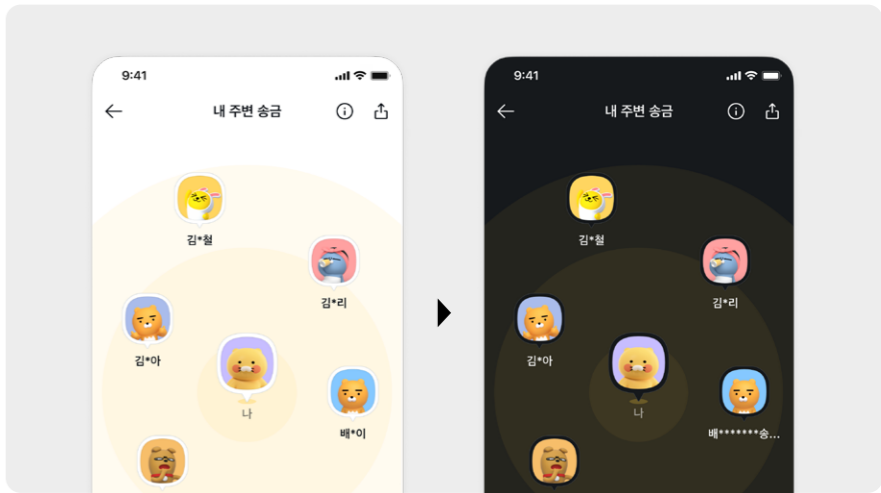 9:41
내 주변 송금
김*철
김*리
김*아
나
배*이
9:41
내 주변 송금
김*철
김*리
김*아
나
배*******송...